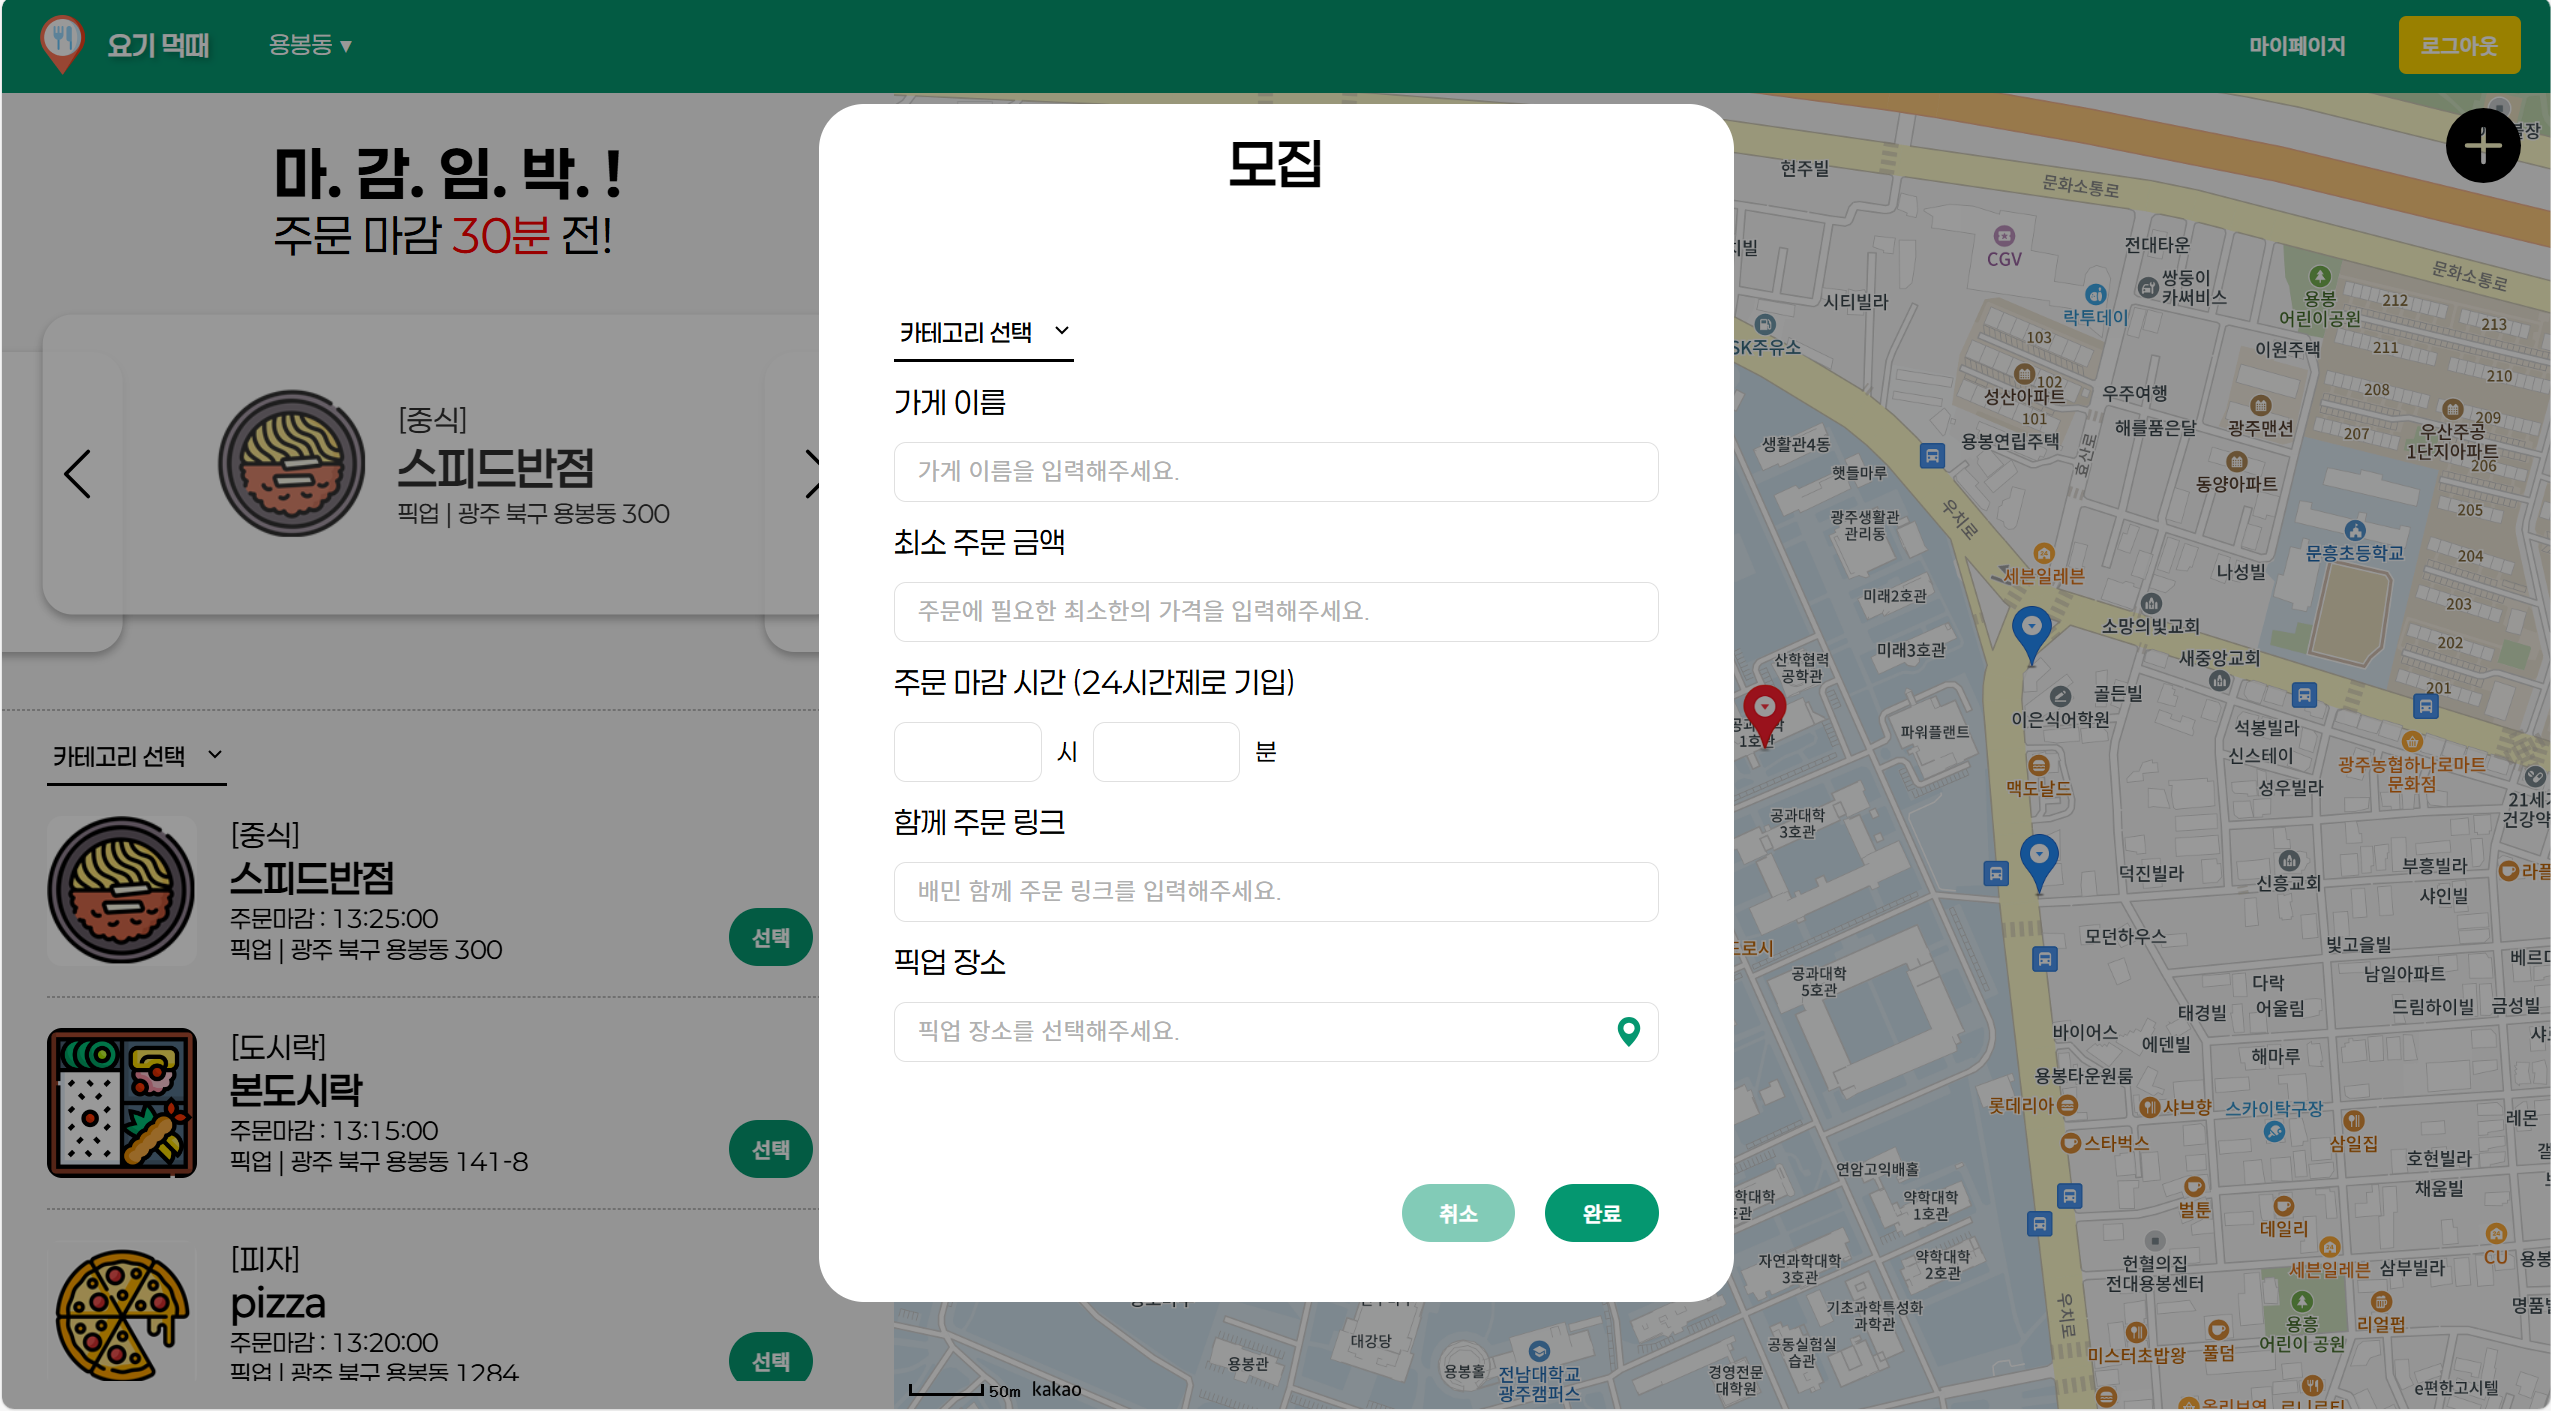 요기 먹때
용봉동 ▼
마이페이지
로그아웃
마. 감. 임. 박. !
주문 마감 30분 전!
[중식]
스피드반점
픽업 | 광주 북구 용봉동 300
카테고리 선택
[중식]
스피드반점
주문마감 : 13:25:00
픽업 | 광주 북구 용봉동 300
선택
[도시락]
본도시락
주문마감 : 13:15:00
픽업 | 광주 북구 용봉동 141-8
선택
[피자]
pizza
주문마감 : 13:20:00
픽업 | 광주 북구 용봉동 1284
선택
모집
카테고리 선택
가게 이름
가게 이름을 입력해주세요.
최소 주문 금액
주문에 필요한 최소한의 가격을 입력해주세요.
주문 마감 시간 (24시간제로 기입)
시
분
함께 주문 링크
배민 함께 주문 링크를 입력해주세요.
픽업 장소
픽업 장소를 선택해주세요.
취소
완료
현주빌
문화소통로
CGV
전대타운
쌍둥이
카써비스
락투데이
시티빌라
SK주유소
용봉
어린이공원
문화소통로
212
213
211
210
208
209
207
206
205
204
203
202
201
이원주택
103
102
성산아파트
101
우주여행
해를품은달
광주맨션
우산주공
1단지아파트
용봉연립주택
동양아파트
효산로
생활관4동
햇들마루
광주생활관
관리동
우치로
세븐일레븐
나성빌
문흥초등학교
미래2호관
미래3호관
소망의빛교회
새중앙교회
산학협력
공학관
공과대학
1호관
파워플랜트
골든빌
이은식어학원
석봉빌라
신스테이
성우빌라
광주농협하나로마트
문화점
맥도날드
공과대학
3호관
덕진빌라
신흥교회
부흥빌라
샤인빌
모던하우스
빛고을빌
남일아파트
다락
어울림
드림하이빌
금성빌
태경빌
공과대학
5호관
바이어스
에덴빌
해마루
용봉타운원룸
롯데리아
샤브향
스카이탁구장
레몬
스타벅스
삼일집
호현빌라
채움빌
연암고익배홀
약학대학
1호관
벌툰
데일리
자연과학대학
3호관
약학대학
2호관
헌혈의집
전대용봉센터
세븐일레븐
삼부빌라
CU
기초과학특성화
과학관
용흥
어린이 공원
리얼펍
공동실험실
습관
미스터초밥왕
풀덤
대강당
용봉관
용봉홀
전남대학교
광주캠퍼스
경영전문
대학원
e편한고시텔
우치로
50m
kakao